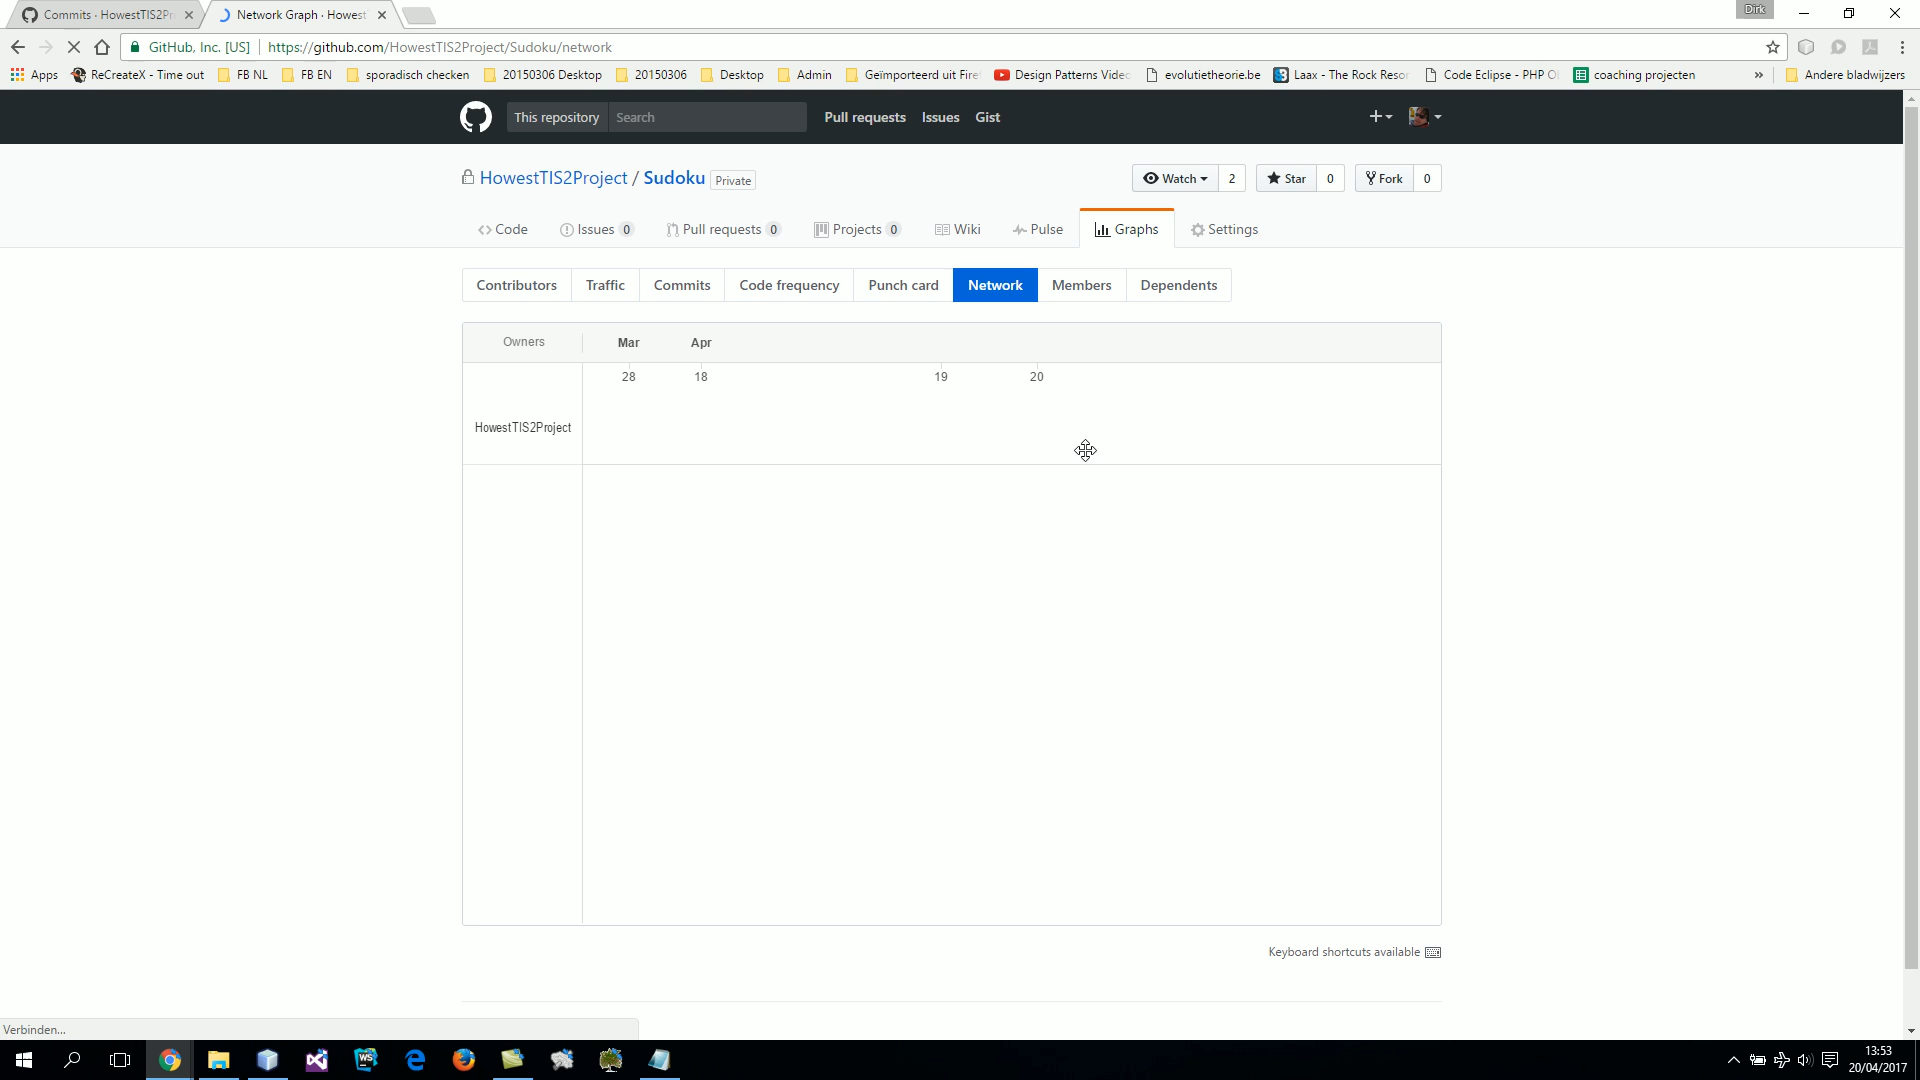 Commits · HowestTIS2Pr
Network Graph · Howest
Dirk
GitHub, Inc. [US]
https://github.com/HowestTIS2Project/Sudoku/network
Apps
ReCreateX - Time out
FB NL
FB EN
sporadisch checken
20150306 Desktop
20150306
Desktop
Admin
Geïmporteerd uit Fire
Design Patterns Video
evolutietheorie.be
Laax - The Rock Resor
Code Eclipse - PHP O
coaching projecten
»
Andere bladwijzers
This repository
Search
Pull requests
Issues
Gist
HowestTIS2Project / Sudoku
Private
Watch
2
Star
0
Fork
0
Code
Issues 0
Pull requests 0
Projects 0
Wiki
Pulse
Graphs
Settings
Contributors
Traffic
Commits
Code frequency
Punch card
Network
Members
Dependents
Owners
Mar
Apr
28
18
19
20
HowestTIS2Project
Keyboard shortcuts available
Verbinden...
WS
13:53
20/04/2017